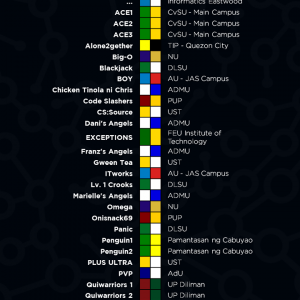 ... Informatics Eastwood
ACE1 CvSU - Main Campus
ACE2 CvSU - Main Campus
ACE3 CvSU - Main Campus
Alone2gether TIP - Quezon City
Big-O NU
Blackjack DLSU
BOY AU - JAS Campus
Chicken Tinola ni Chris ADMU
Code Slashers PUP
CS:Source UST
Dani's Angels ADMU
EXCEPTIONS FEU Institute of
Technology
Franz's Angels ADMU
Gween Tea UST
ITworks AU - JAS Campus
Lv. 1 Crooks DLSU
Marielle's Angels ADMU
Omega NU
Onisnack69 PUP
Panic DLSU
Penguin1 Pamantasan ng Cabuyao
Penguin2 Pamantasan ng Cabuyao
PLUS ULTRA UST
PVP AdU
Quiwarriors 1 UP Diliman
Quiwarriors 2 UP Diliman